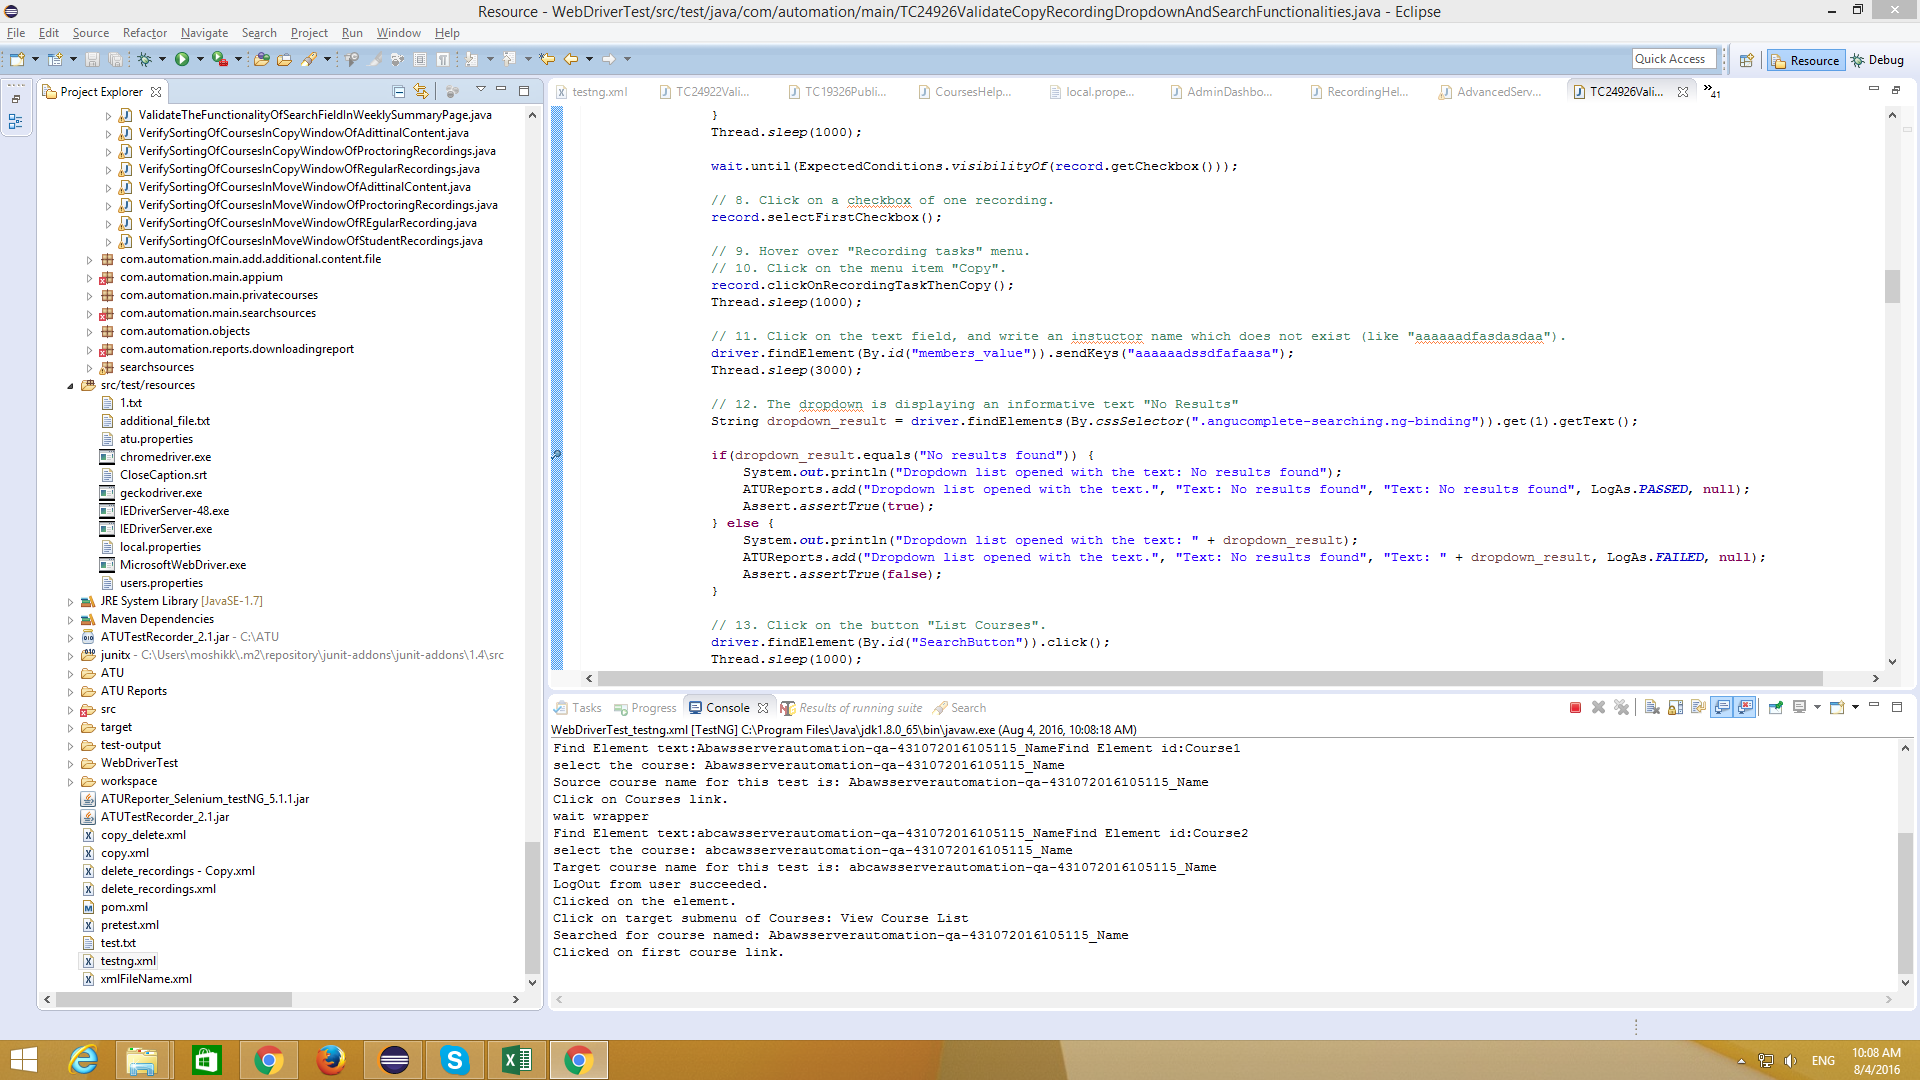 Resource - WebDriverTest/src/test/java/com/automation/main/TC24926ValidateCopyRecordingDropdownAndSearchFunctionalities.java - Eclipse
File Edit Source Refactor Navigate Search Project Run Window Help
Quick Access
Resource
Debug
Project Explorer
ValidateTheFunctionalityOfSearchFieldInWeeklySummaryPage.java
VerifySortingOfCoursesInCopyWindowOfAdittinalContent.java
VerifySortingOfCoursesInCopyWindowOfProctoringRecordings.java
VerifySortingOfCoursesInCopyWindowOfRegularRecordings.java
VerifySortingOfCoursesInMoveWindowOfAdittinalContent.java
VerifySortingOfCoursesInMoveWindowOfProctoringRecordings.java
VerifySortingOfCoursesInMoveWindowOfREgularRecording.java
VerifySortingOfCoursesInMoveWindowOfStudentRecordings.java
com.automation.main.add.additional.content.file
com.automation.main.appium
com.automation.main.privatecourses
com.automation.main.searchsources
com.automation.objects
com.automation.reports.downloadingreport
searchsources
src/test/resources
1.txt
additional_file.txt
atu.properties
chromedriver.exe
CloseCaption.srt
geckodriver.exe
IEDriverServer-48.exe
IEDriverServer.exe
local.properties
MicrosoftWebDriver.exe
users.properties
JRE System Library [JavaSE-1.7]
Maven Dependencies
ATUTestRecorder_2.1.jar - C:\ATU
junitx - C:\Users\moshikk\.m2\repository\junit-addons\junit-addons\1.4\src
ATU
ATU Reports
src
target
test-output
WebDriverTest
workspace
ATUReporter_Selenium_testNG_5.1.1.jar
ATUTestRecorder_2.1.jar
copy_delete.xml
copy.xml
delete_recordings - Copy.xml
delete_recordings.xml
pom.xml
pretest.xml
test.txt
testng.xml
xmlFileName.xml
testng.xml TC24922Vali... TC19326Publi... CoursesHelp... local.prope... AdminDashbo... RecordingHel... AdvancedServ... TC24926Vali... »41
}
Thread.sleep(1000);
wait.until(ExpectedConditions.visibilityOf(record.getCheckbox()));
// 8. Click on a checkbox of one recording.
record.selectFirstCheckbox();
// 9. Hover over "Recording tasks" menu.
// 10. Click on the menu item "Copy".
record.clickOnRecordingTaskThenCopy();
Thread.sleep(1000);
// 11. Click on the text field, and write an instuctor name which does not exist (like "aaaaaadfasdasdaa").
driver.findElement(By.id("members_value")).sendKeys("aaaaaadssdfafaasa");
Thread.sleep(3000);
// 12. The dropdown is displaying an informative text "No Results"
String dropdown_result = driver.findElements(By.cssSelector(".angucomplete-searching.ng-binding")).get(1).getText();
if(dropdown_result.equals("No results found")) {
System.out.println("Dropdown list opened with the text: No results found");
ATUReports.add("Dropdown list opened with the text.", "Text: No results found", "Text: No results found", LogAs.PASSED, null);
Assert.assertTrue(true);
} else {
System.out.println("Dropdown list opened with the text: " + dropdown_result);
ATUReports.add("Dropdown list opened with the text.", "Text: No results found", "Text: " + dropdown_result, LogAs.FAILED, null);
Assert.assertTrue(false);
}
// 13. Click on the button "List Courses".
driver.findElement(By.id("SearchButton")).click();
Thread.sleep(1000);
Tasks Progress Console Results of running suite Search
WebDriverTest_testng.xml [TestNG] C:\Program Files\Java\jdk1.8.0_65\bin\javaw.exe (Aug 4, 2016, 10:08:18 AM)
Find Element text:Abawsserverautomation-qa-431072016105115_NameFind Element id:Course1
select the course: Abawsserverautomation-qa-431072016105115_Name
Source course name for this test is: Abawsserverautomation-qa-431072016105115_Name
Click on Courses link.
wait wrapper
Find Element text:abcawsserverautomation-qa-431072016105115_NameFind Element id:Course2
select the course: abcawsserverautomation-qa-431072016105115_Name
Target course name for this test is: abcawsserverautomation-qa-431072016105115_Name
LogOut from user succeeded.
Clicked on the element.
Click on target submenu of Courses: View Course List
Searched for course named: Abawsserverautomation-qa-431072016105115_Name
Clicked on first course link.
ENG
10:08 AM
8/4/2016